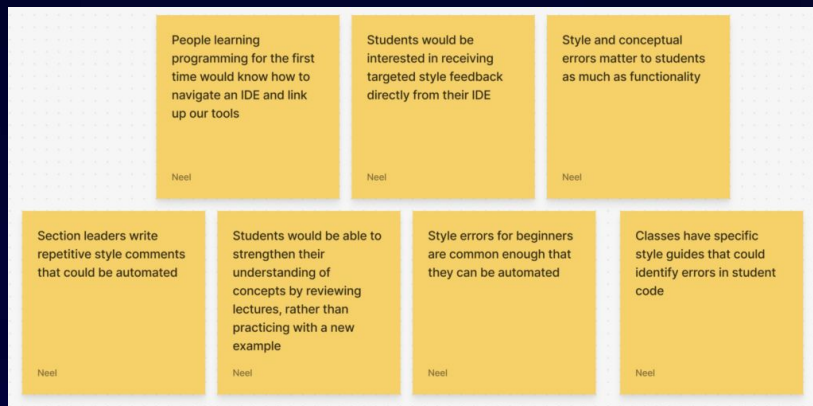 People learning
programming for the first
time would know how to
navigate an IDE and link
up our tools
Neel
Students would be
interested in receiving
targeted style feedback
directly from their IDE
Neel
Style and conceptual
errors matter to students
as much as functionality
Neel
Section leaders write
repetitive style comments
that could be automated
Neel
Students would be able to
strengthen their
understanding of
concepts by reviewing
lectures, rather than
practicing with a new
example
Neel
Style errors for beginners
are common enough that
they can be automated
Neel
Classes have specific
style guides that could
identify errors in student
code
Neel